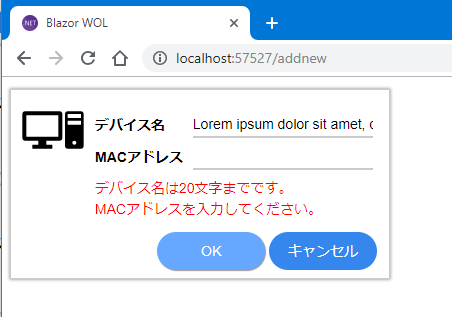 NET
Blazor WOL
localhost:57527/addnew
デバイス名
Lorem ipsum dolor sit amet, c
MACアドレス
デバイス名は20文字までです。
MACアドレスを入力してください。
OK
キャンセル